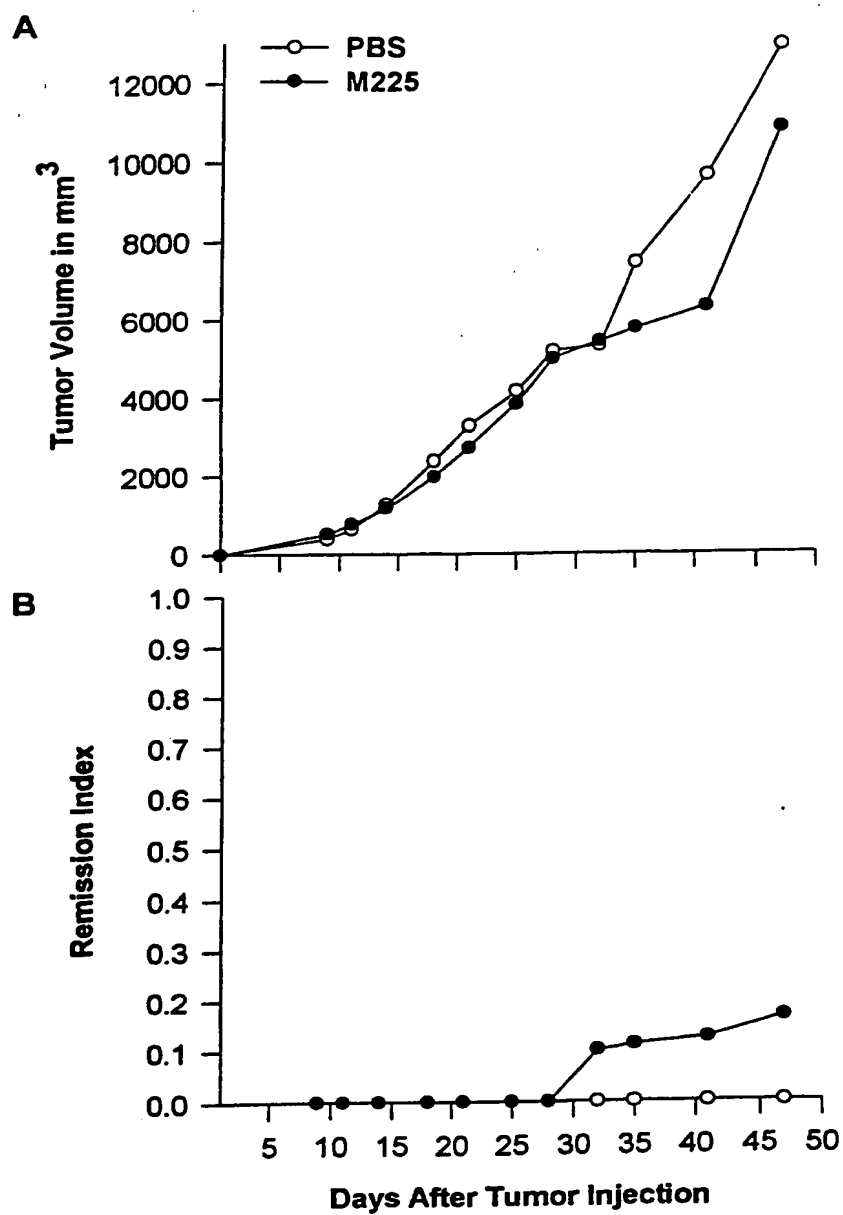 A
PBS
M225
12000
10000
8000
6000
4000
2000
0
Tumor Volume in mm3
B
1.0
0.9
0.8
0.7
0.6
0.5
0.4
0.3
0.2
0.1
0.0
Remission Index
5 10 15 20 25 30 35 40 45 50
Days After Tumor Injection